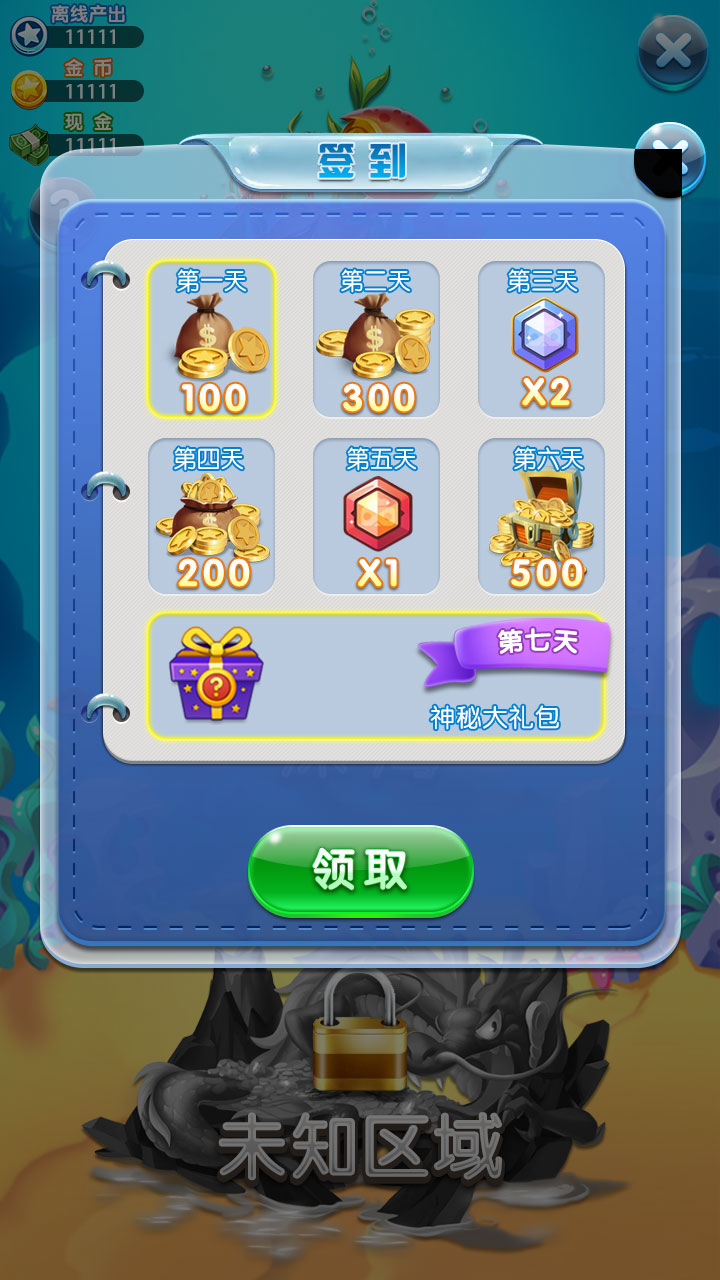 离线产出
11111
金币
11111
现金
11111
签到
第一天
第二天
第三天
100
300
X2
第四天
第五天
第六天
200
X1
500
第七天
神秘大礼包
领取
未知区域